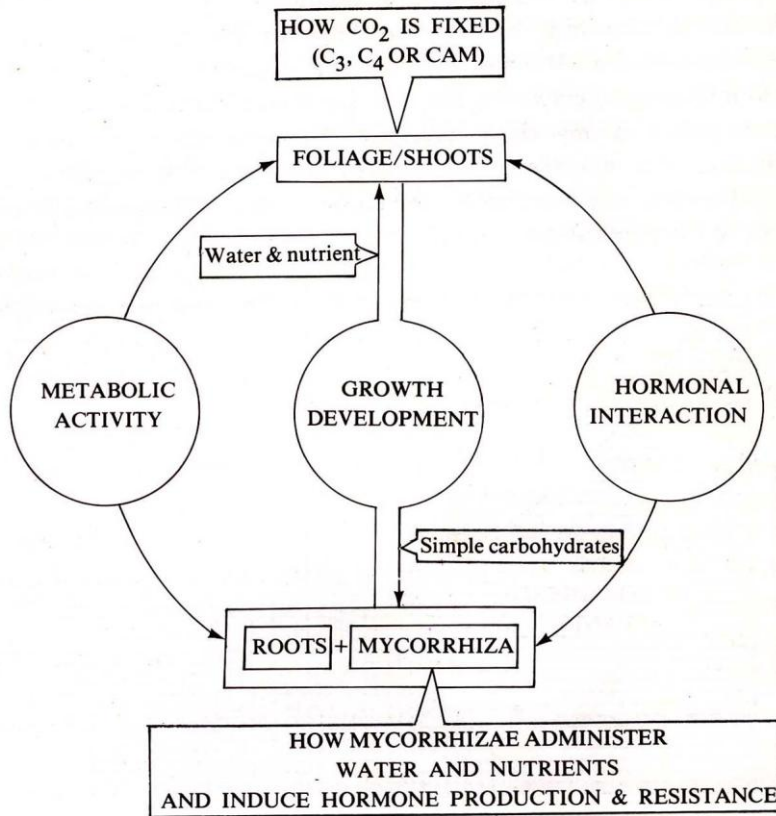 HOW CO₂ IS FIXED
(C₃, C₄ OR CAM)
FOLIAGE/SHOOTS
Water & nutrient
METABOLIC
ACTIVITY
GROWTH
DEVELOPMENT
HORMONAL
INTERACTION
Simple carbohydrates
ROOTS + MYCORRHIZA
HOW MYCORRHIZAE ADMINISTER
WATER AND NUTRIENTS
AND INDUCE HORMONE PRODUCTION & RESISTANCE